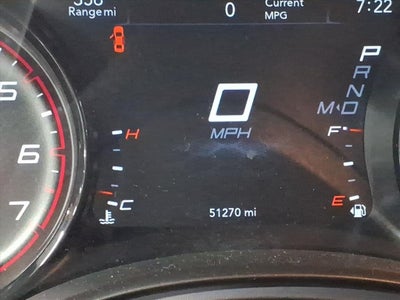 Range mi
0
Current
MPG
7:22
P
R
N
M D
0
MPH
H
F
5
6
7
C
E
51270 mi